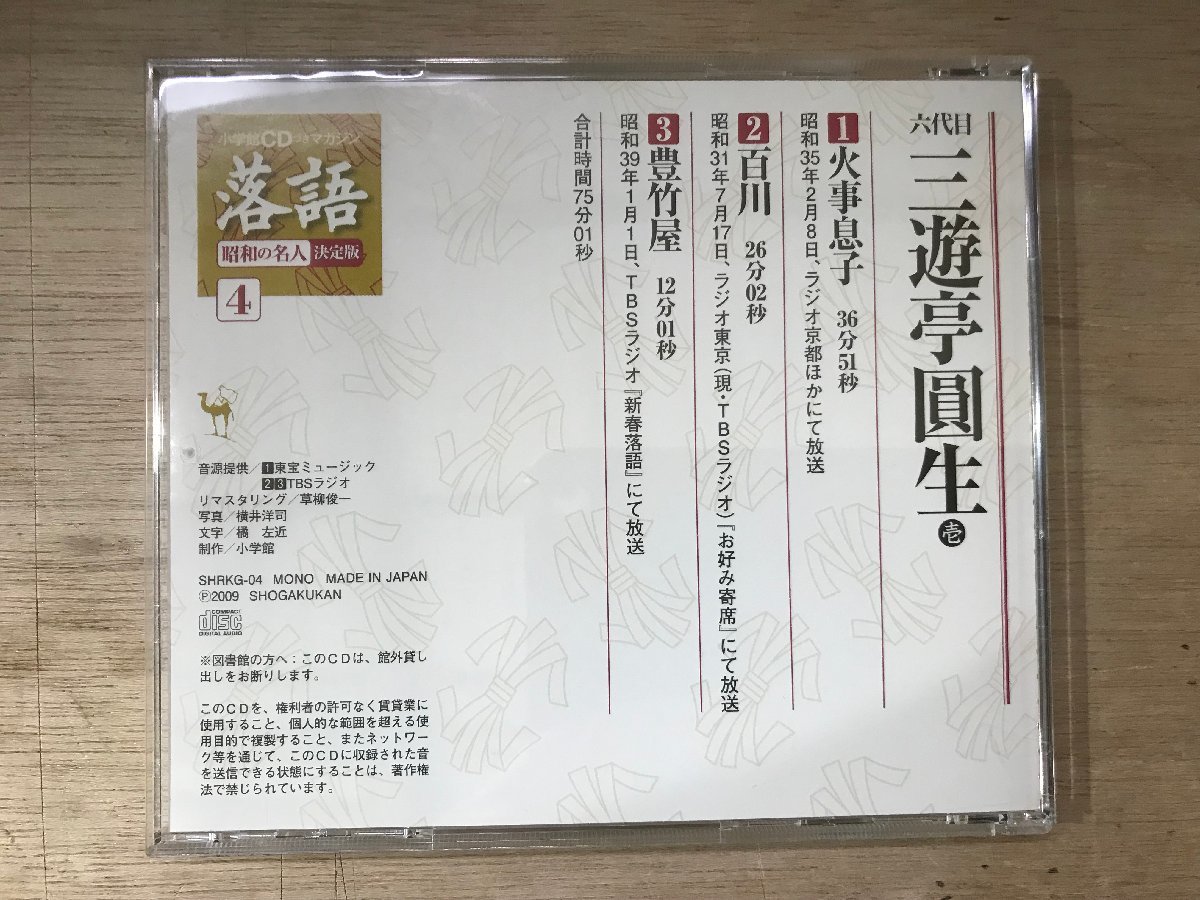 六代目 三遊亭圓生 壱
1 火事息子 36分51秒
昭和35年2月8日、ラジオ京都ほかにて放送
2 百川 26分02秒
昭和31年7月17日、ラジオ東京(現・TBSラジオ)『お好み寄席』にて放送
3 豊竹屋 12分01秒
昭和39年1月1日、TBSラジオ『新春落語』にて放送
合計時間75分01秒
小学館CDつきマガジン
落語
昭和の名人 決定版
4
音源提供/1東宝ミュージック
23TBSラジオ
リマスタリング/草柳俊一
写真/横井洋司
文字/橘 左近
制作/小学館
SHRKG-04 MONO MADE IN JAPAN
Ⓟ2009 SHOGAKUKAN
COMPACT
disc
DIGITAL AUDIO
※図書館の方へ:このCDは、館外貸し
出しをお断りします。
このCDを、権利者の許可なく賃貸業に
使用すること、個人的な範囲を超える使
用目的で複製すること、またネットワー
ク等を通じて、このCDに収録された音
を送信できる状態にすることは、著作権
法で禁じられています。